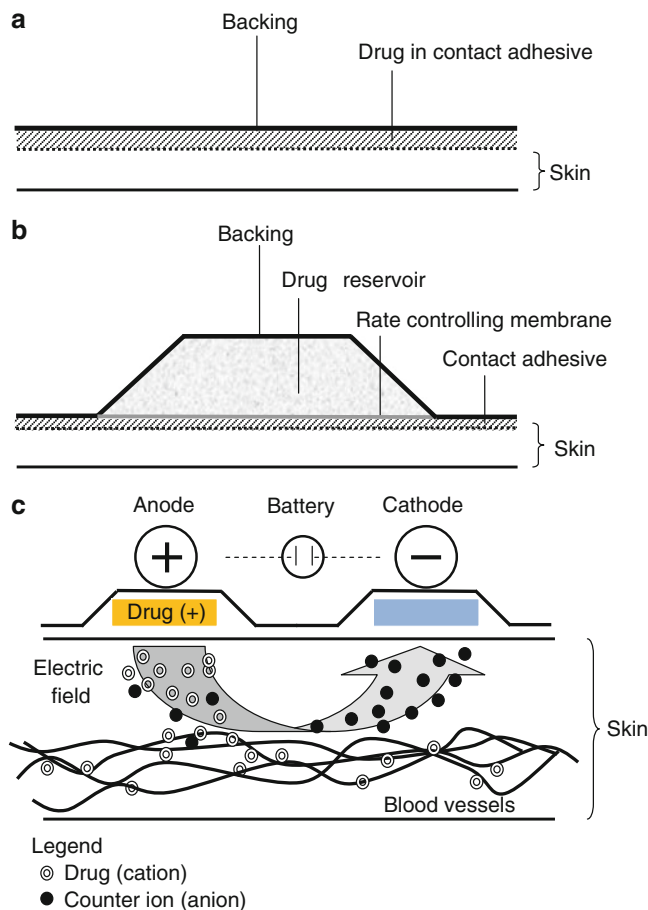 a
Backing
Drug in contact adhesive
Skin
b
Backing
Drug reservoir
Rate controlling membrane
Contact adhesive
Skin
c
Anode
Battery
Cathode
+
−
Drug (+)
Electric
field
Skin
Blood vessels
Legend
Drug (cation)
Counter ion (anion)